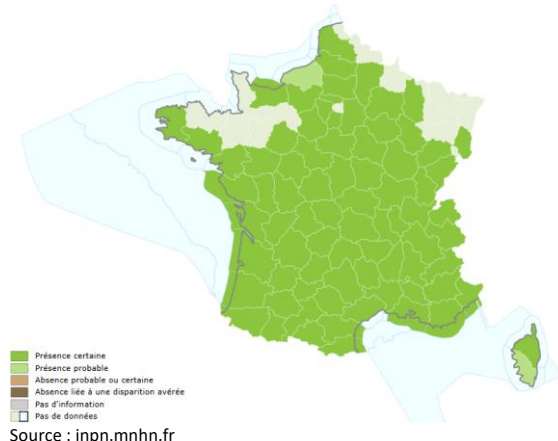 Présence certaine
Présence probable
Absence probable ou certaine
Absence liée à une disparition avérée
Pas d'information
Pas de données
Source : inpn.mnhn.fr